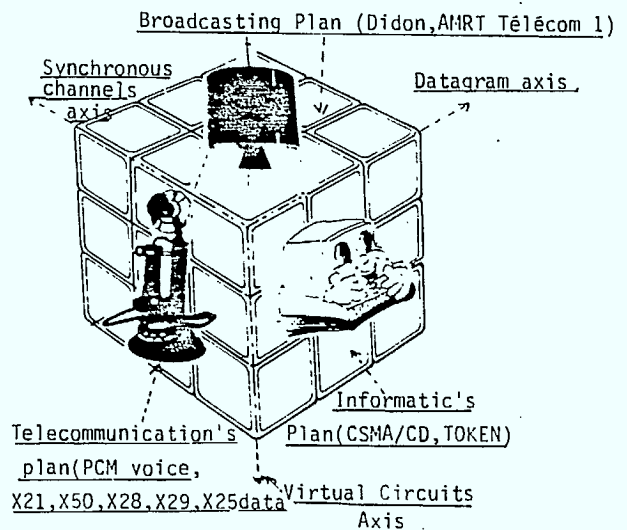 Broadcasting Plan (Didon,AMRT Télécom 1)
Synchronous
channels
axis
Datagram axis
Informatic's
Plan(CSMA/CD,TOKEN)
Telecommunication's
plan(PCM voice,
X21,X50,X28,X29,X25data
Virtual Circuits
Axis